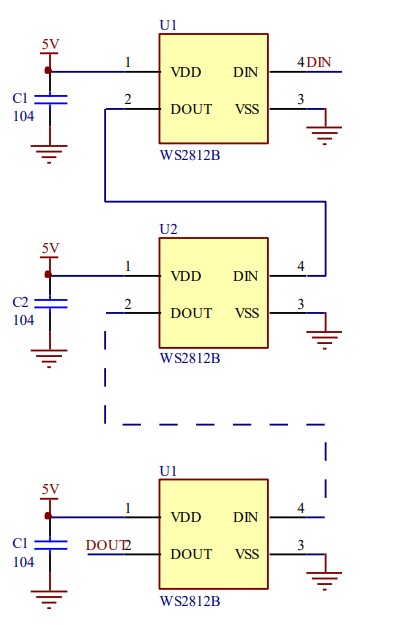 U1
5V
1 VDD DIN 4 DIN
C1
104
2 DOUT VSS 3
WS2812B
U2
5V
1 VDD DIN 4
C2
104
2 DOUT VSS 3
WS2812B
U1
5V
1 VDD DIN 4
C1
104
DOUT 2 DOUT VSS 3
WS2812B